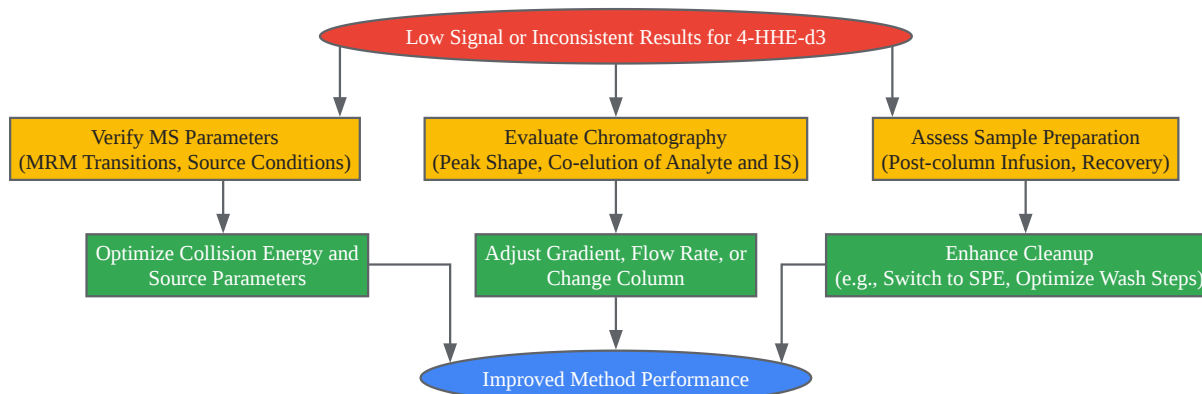 Low Signal or Inconsistent Results for 4-HHE-d3
Verify MS Parameters
(MRM Transitions, Source Conditions)
Evaluate Chromatography
(Peak Shape, Co-elution of Analyte and IS)
Assess Sample Preparation
(Post-column Infusion, Recovery)
Optimize Collision Energy and
Source Parameters
Adjust Gradient, Flow Rate, or
Change Column
Enhance Cleanup
(e.g., Switch to SPE, Optimize Wash Steps)
Improved Method Performance